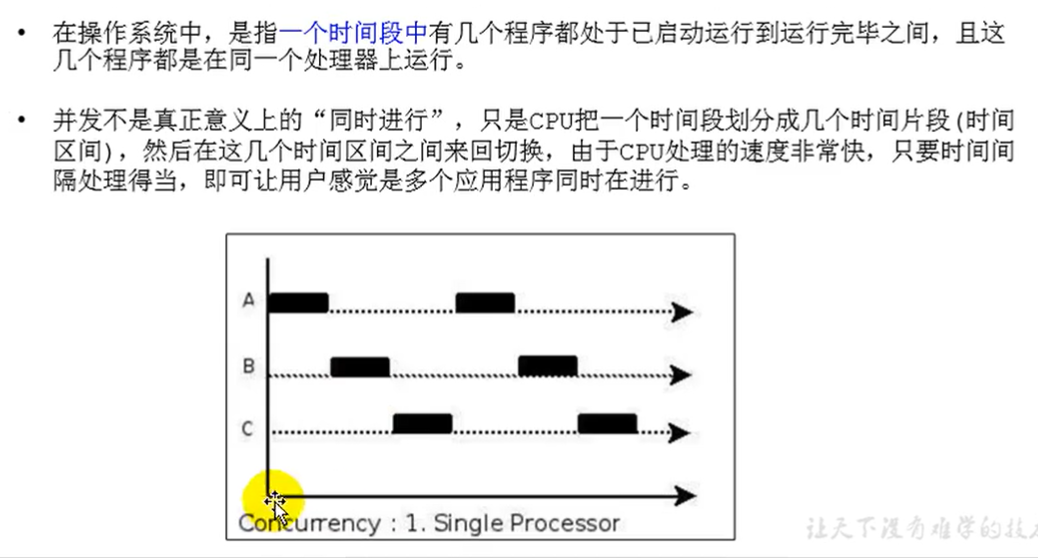 • 在操作系统中，是指一个时间段中有几个程序都处于已启动运行到运行完毕之间，且这
几个程序都是在同一个处理器上运行。
• 并发不是真正意义上的“同时进行”，只是CPU把一个时间段划分成几个时间片段(时间
区间)，然后在这几个时间区间之间来回切换，由于CPU处理的速度非常快，只要时间间
隔处理得当，即可让用户感觉是多个应用程序同时在进行。
A
B
C
Concurrency : 1. Single Processor
让天下没有难学的技